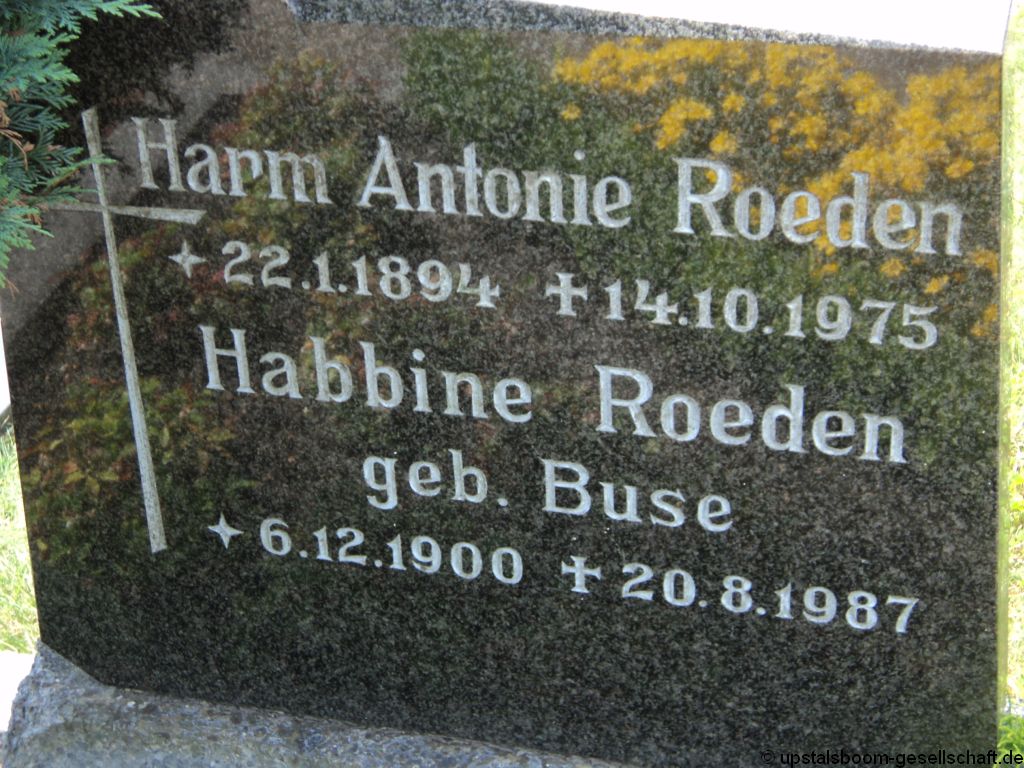 Harm Antonie Roeden
✦ 22.1.1894 ✝ 14.10.1975
Habbine Roeden
geb. Buse
✦ 6.12.1900 ✝ 20.8.1987
© upstalsboom-gesellschaft.de